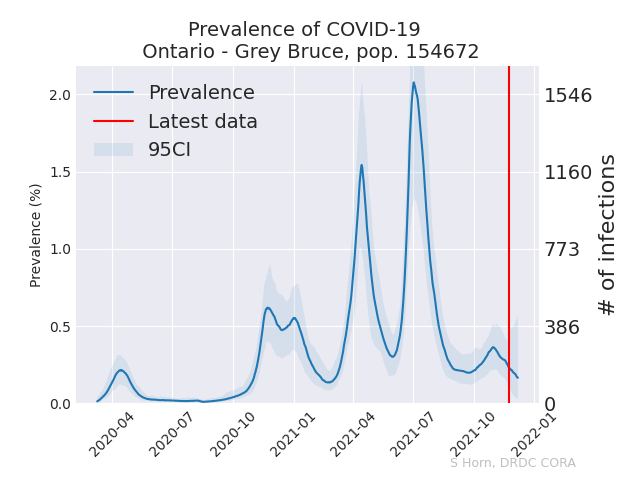 Prevalence of COVID-19
Ontario - Grey Bruce, pop. 154672
Prevalence
Latest data
95CI
Prevalence (%)
2.0
1.5
1.0
0.5
0.0
1546
1160
773
386
0
# of infections
2020-04
2020-07
2020-10
2021-01
2021-04
2021-07
2021-10
2022-01
S Horn, DRDC CORA